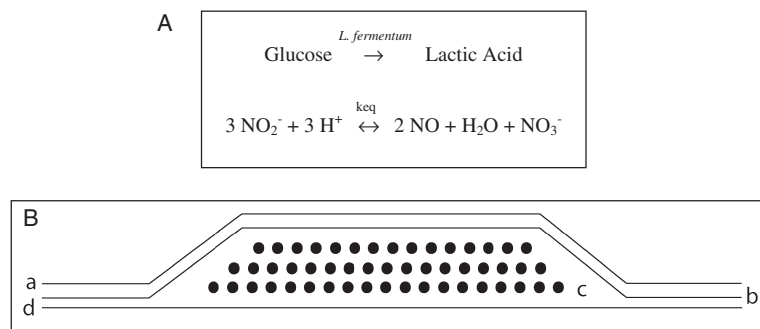 A
L. fermentum
Glucose → Lactic Acid
keq
3 NO₂⁻ + 3 H⁺ ↔ 2 NO + H₂O + NO₃⁻
B
a
d
c
b